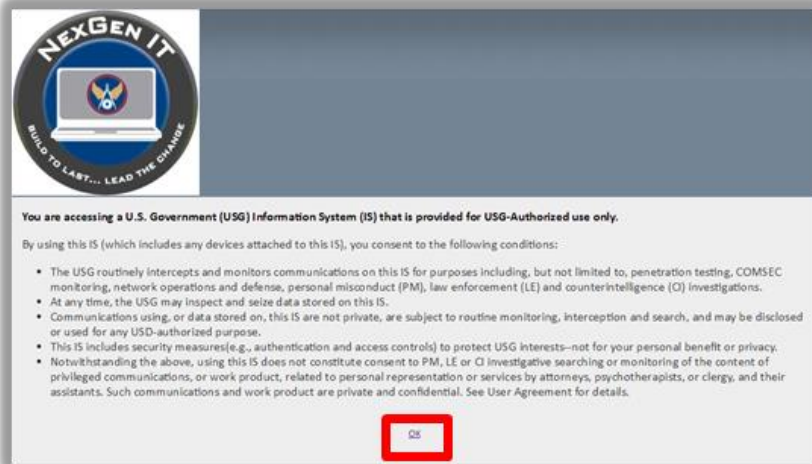 NEXGEN IT
BUILD TO LAST... LEAD THE CHANGE
You are accessing a U.S. Government (USG) Information System (IS) that is provided for USG-Authorized use only.
By using this IS (which includes any devices attached to this IS), you consent to the following conditions:
▪ The USG routinely intercepts and monitors communications on this IS for purposes including, but not limited to, penetration testing, COMSEC
monitoring, network operations and defense, personal misconduct (PM), law enforcement (LE) and counterintelligence (CI) investigations.
▪ At any time, the USG may inspect and seize data stored on this IS.
▪ Communications using, or data stored on, this IS are not private, are subject to routine monitoring, interception and search, and may be disclosed
or used for any USD-authorized purpose.
▪ This IS includes security measures(e.g., authentication and access controls) to protect USG interests--not for your personal benefit or privacy.
▪ Notwithstanding the above, using this IS does not constitute consent to PM, LE or CI investigative searching or monitoring of the content of
privileged communications, or work product, related to personal representation or services by attorneys, psychotherapists, or clergy, and their
assistants. Such communications and work product are private and confidential. See User Agreement for details.
OK